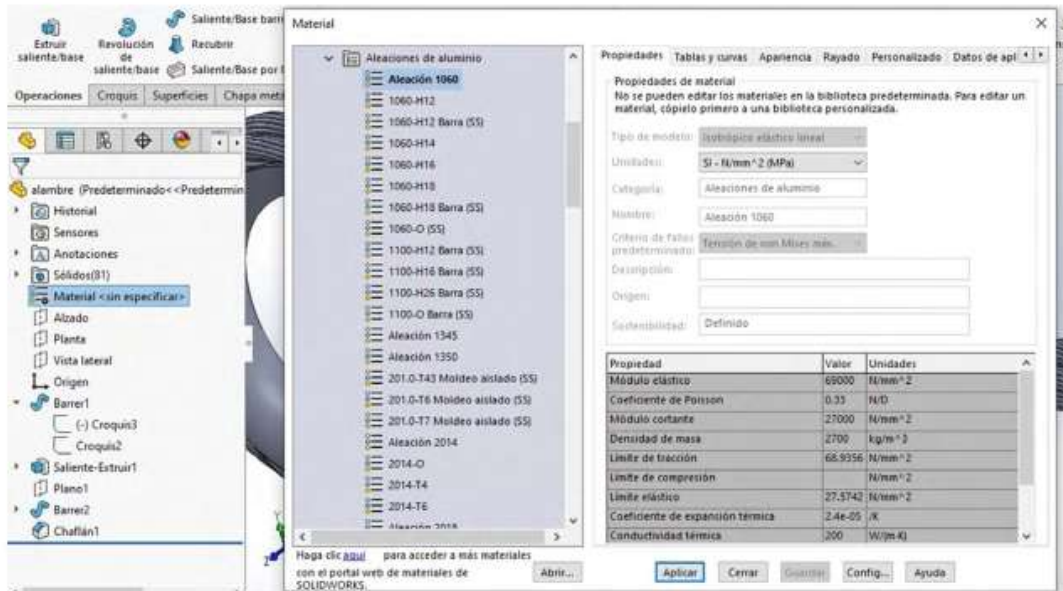 Extruir
saliente/base
Revolución
de
saliente/base
Saliente/Base barri
Recubrir
Saliente/Base por l
Operaciones
Croquis
Superficies
Chapa meta
alambre (Predeterminado<<Predetermin
Historial
Sensores
Anotaciones
Sólidos(81)
Material <sin especificar>
Alzado
Planta
Vista lateral
Origen
Barrer1
(-) Croquis3
Croquis2
Saliente-Extruir1
Plano1
Barrer2
Chaflán1
Material
Aleaciones de aluminio
Aleación 1060
1060-H12
1060-H12 Barra (SS)
1060-H14
1060-H16
1060-H18
1060-H18 Barra (SS)
1060-O (SS)
1100-H12 Barra (SS)
1100-H16 Barra (SS)
1100-H26 Barra (SS)
1100-O Barra (SS)
Aleación 1345
Aleación 1350
201.0-T43 Moldeo aislado (SS)
201.0-T6 Moldeo aislado (SS)
201.0-T7 Moldeo aislado (SS)
Aleación 2014
2014-O
2014-T4
2014-T6
Aleación 2018
Haga clic aquí para acceder a más materiales
con el portal web de materiales de
SOLIDWORKS.
Abrir...
Propiedades Tablas y curvas Apariencia Rayado Personalizado Datos de apl
Propiedades de material
No se pueden editar los materiales en la biblioteca predeterminada. Para editar un
material, cópielo primero a una biblioteca personalizada.
Tipo de modelo: Isotrópico elástico lineal
Unidades: SI - N/mm^2 (MPa)
Categoría: Aleaciones de aluminio
Nombre: Aleación 1060
Criterio de fallos
predeterminado: Tensión de von Mises máx.
Descripción:
Origen:
Sostenibilidad: Definido
Propiedad Valor Unidades
Módulo elástico 69000 N/mm^2
Coeficiente de Poisson 0.33 N/D
Módulo cortante 27000 N/mm^2
Densidad de masa 2700 kg/m^3
Límite de tracción 68.9356 N/mm^2
Límite de compresión N/mm^2
Límite elástico 27.5742 N/mm^2
Coeficiente de expansión térmica 2.4e-05 /K
Conductividad térmica 200 W/(m·K)
Aplicar Cerrar Guardar Config... Ayuda